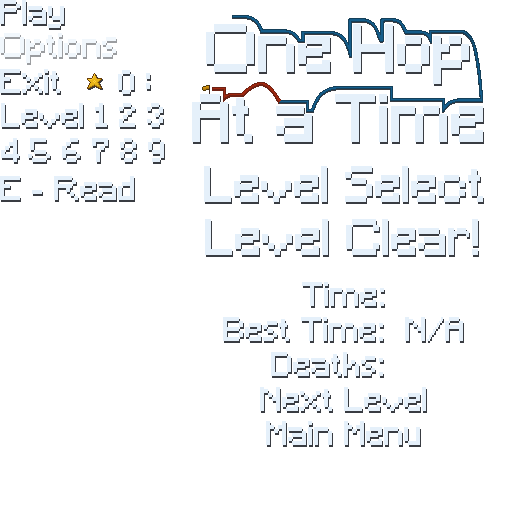 Play
Options
Exit 0 :
Level 1 2 3
4 5 6 7 8 9
E - Read
One Hop
At a Time
Level Select
Level Clear!
Time:
Best Time: N/A
Deaths:
Next Level
Main Menu